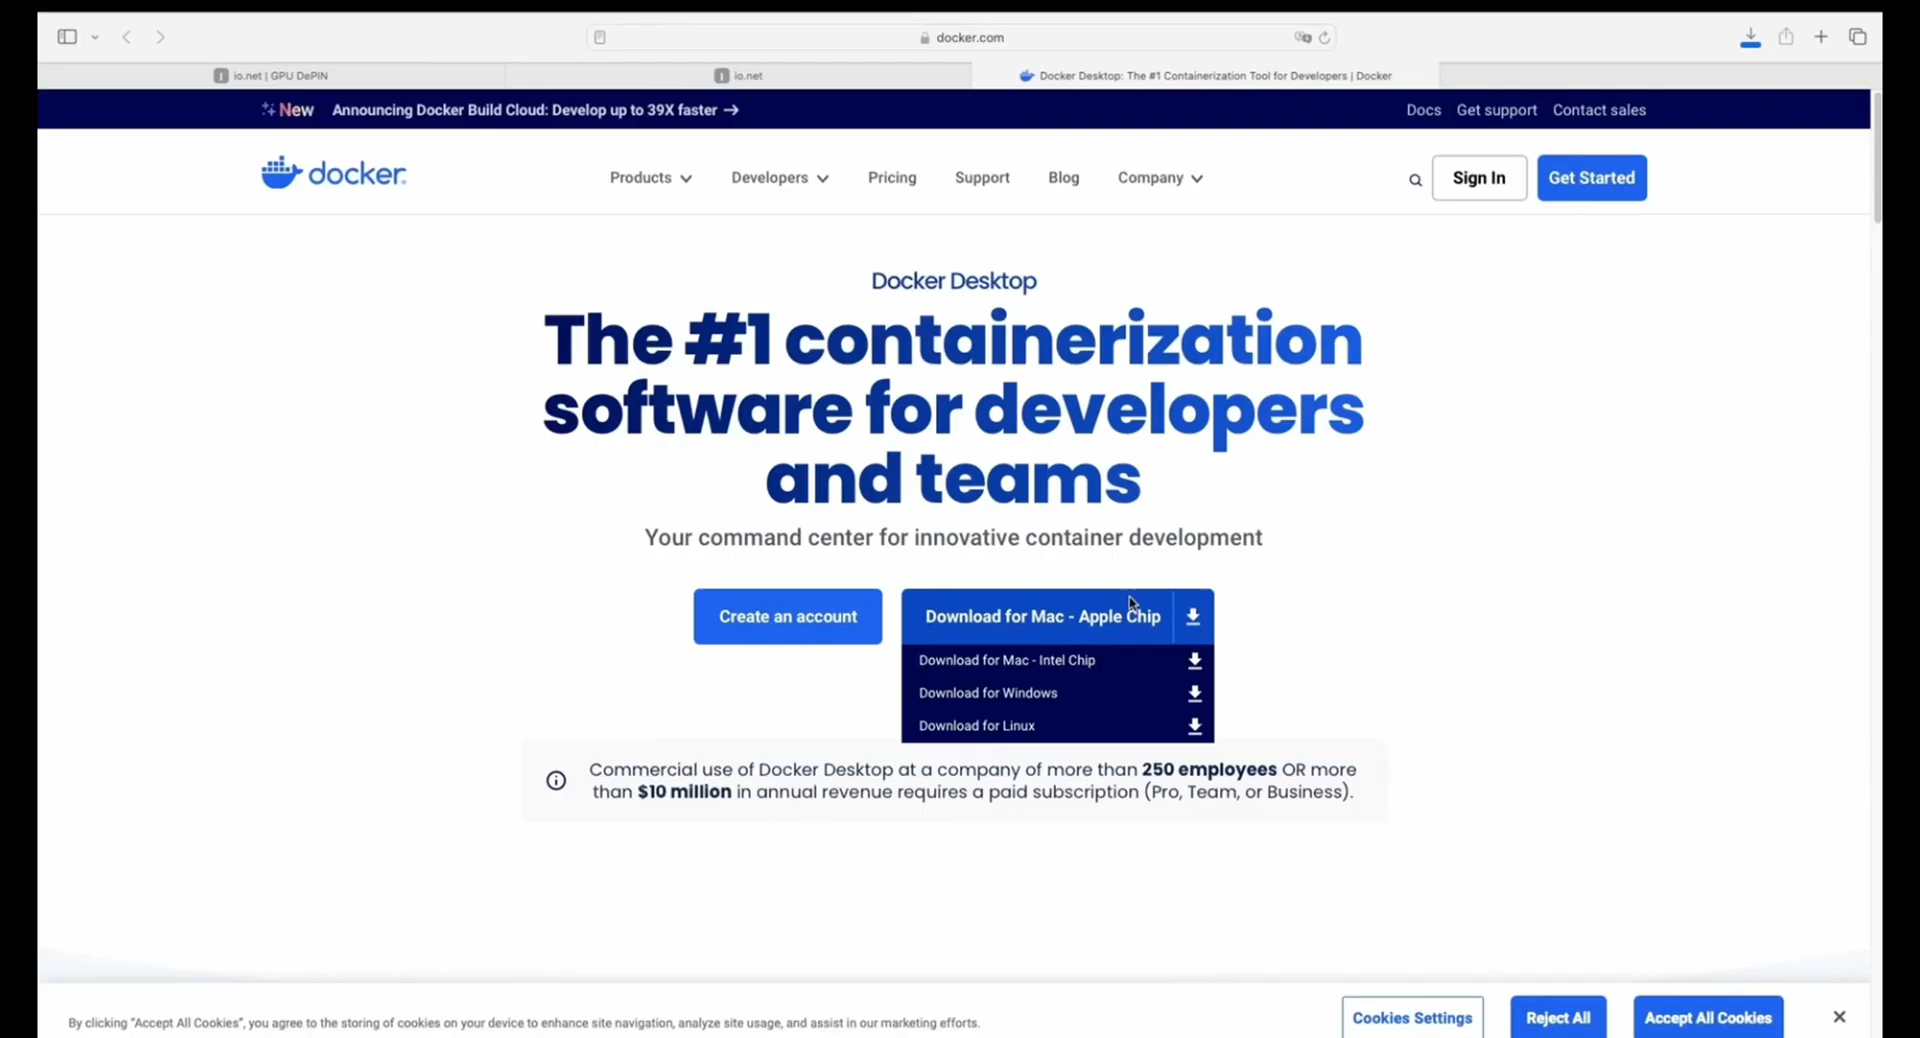 docker.com
io.net | GPU DePIN
io.net
Docker Desktop: The #1 Containerization Tool for Developers | Docker
New Announcing Docker Build Cloud: Develop up to 39X faster →
Docs Get support Contact sales
docker
Products Developers Pricing Support Blog Company
Sign In Get Started
Docker Desktop
The #1 containerization
software for developers
and teams
Your command center for innovative container development
Create an account
Download for Mac - Apple Chip
Download for Mac - Intel Chip
Download for Windows
Download for Linux
Commercial use of Docker Desktop at a company of more than 250 employees OR more
than $10 million in annual revenue requires a paid subscription (Pro, Team, or Business).
By clicking “Accept All Cookies”, you agree to the storing of cookies on your device to enhance site navigation, analyze site usage, and assist in our marketing efforts.
Cookies Settings Reject All Accept All Cookies